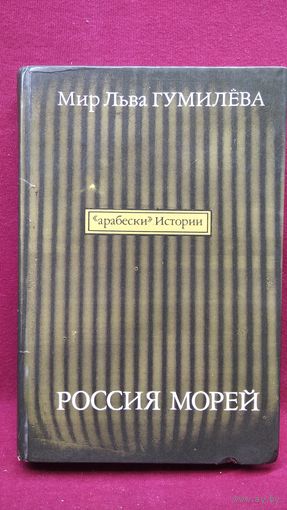 Мир Льва ГУМИЛЁВА
«арабески» Истории
РОССИЯ МОРЕЙ